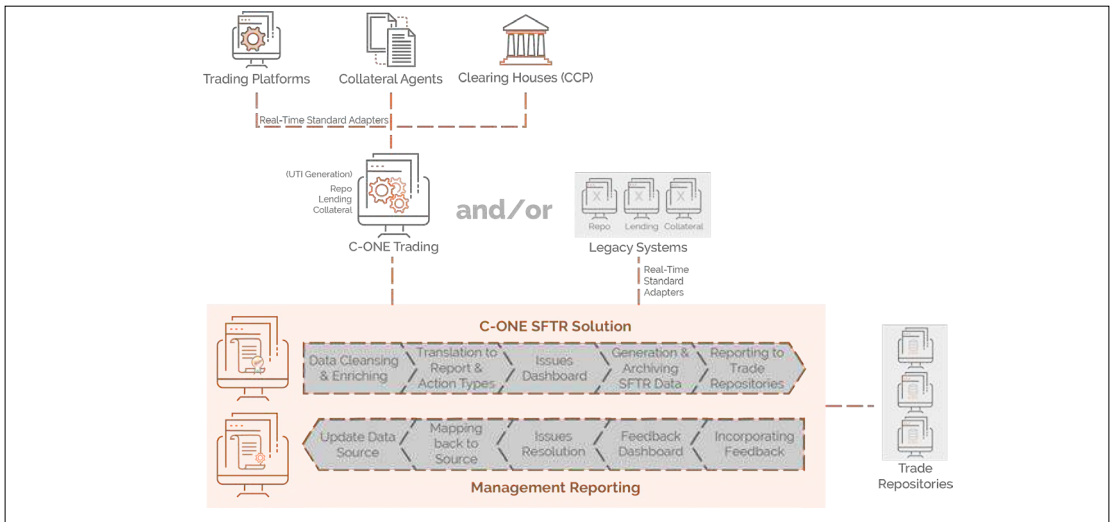 Trading Platforms
Collateral Agents
Clearing Houses (CCP)
Real-Time Standard Adapters
(UTI Generation)
Repo
Lending
Collateral
C-ONE Trading
and/or
X
X
X
Repo
Lending
Collateral
Legacy Systems
Real-Time
Standard
Adapters
C-ONE SFTR Solution
Data Cleansing
& Enriching
Translation to
Report &
Action Types
Issues
Dashboard
Generation &
Archiving
SFTR Data
Reporting to
Trade
Repositories
Update Data
Source
Mapping
back to
Source
Issues
Resolution
Feedback
Dashboard
Incorporating
Feedback
Management Reporting
Trade
Repositories